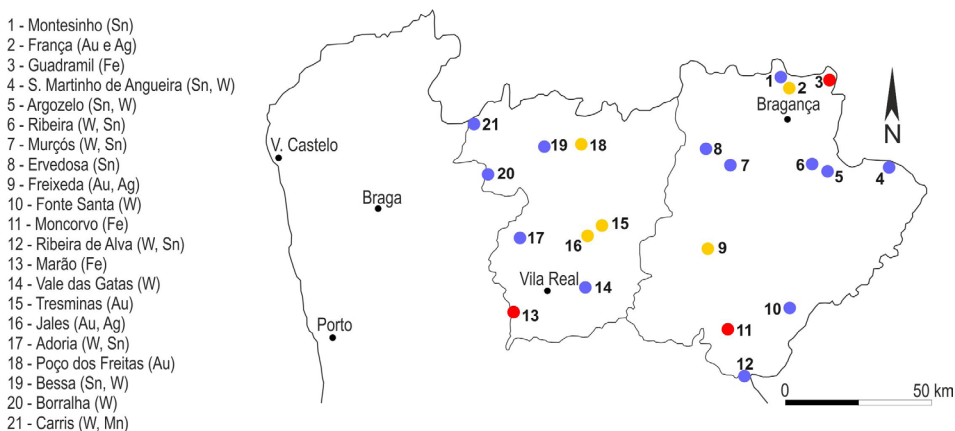 1 - Montesinho (Sn)
2 - França (Au e Ag)
3 - Guadramil (Fe)
4 - S. Martinho de Angueira (Sn, W)
5 - Argozelo (Sn, W)
6 - Ribeira (W, Sn)
7 - Murçós (W, Sn)
8 - Ervedosa (Sn)
9 - Freixeda (Au, Ag)
10 - Fonte Santa (W)
11 - Moncorvo (Fe)
12 - Ribeira de Alva (W, Sn)
13 - Marão (Fe)
14 - Vale das Gatas (W)
15 - Tresminas (Au)
16 - Jales (Au, Ag)
17 - Adoria (W, Sn)
18 - Poço dos Freitas (Au)
19 - Bessa (Sn, W)
20 - Borralha (W)
21 - Carris (W, Mn)
1
2
3
Bragança
N
21
V. Castelo
19
18
8
7
6
5
4
20
Braga
15
17
16
9
Vila Real
14
13
10
Porto
11
12
0
50 km